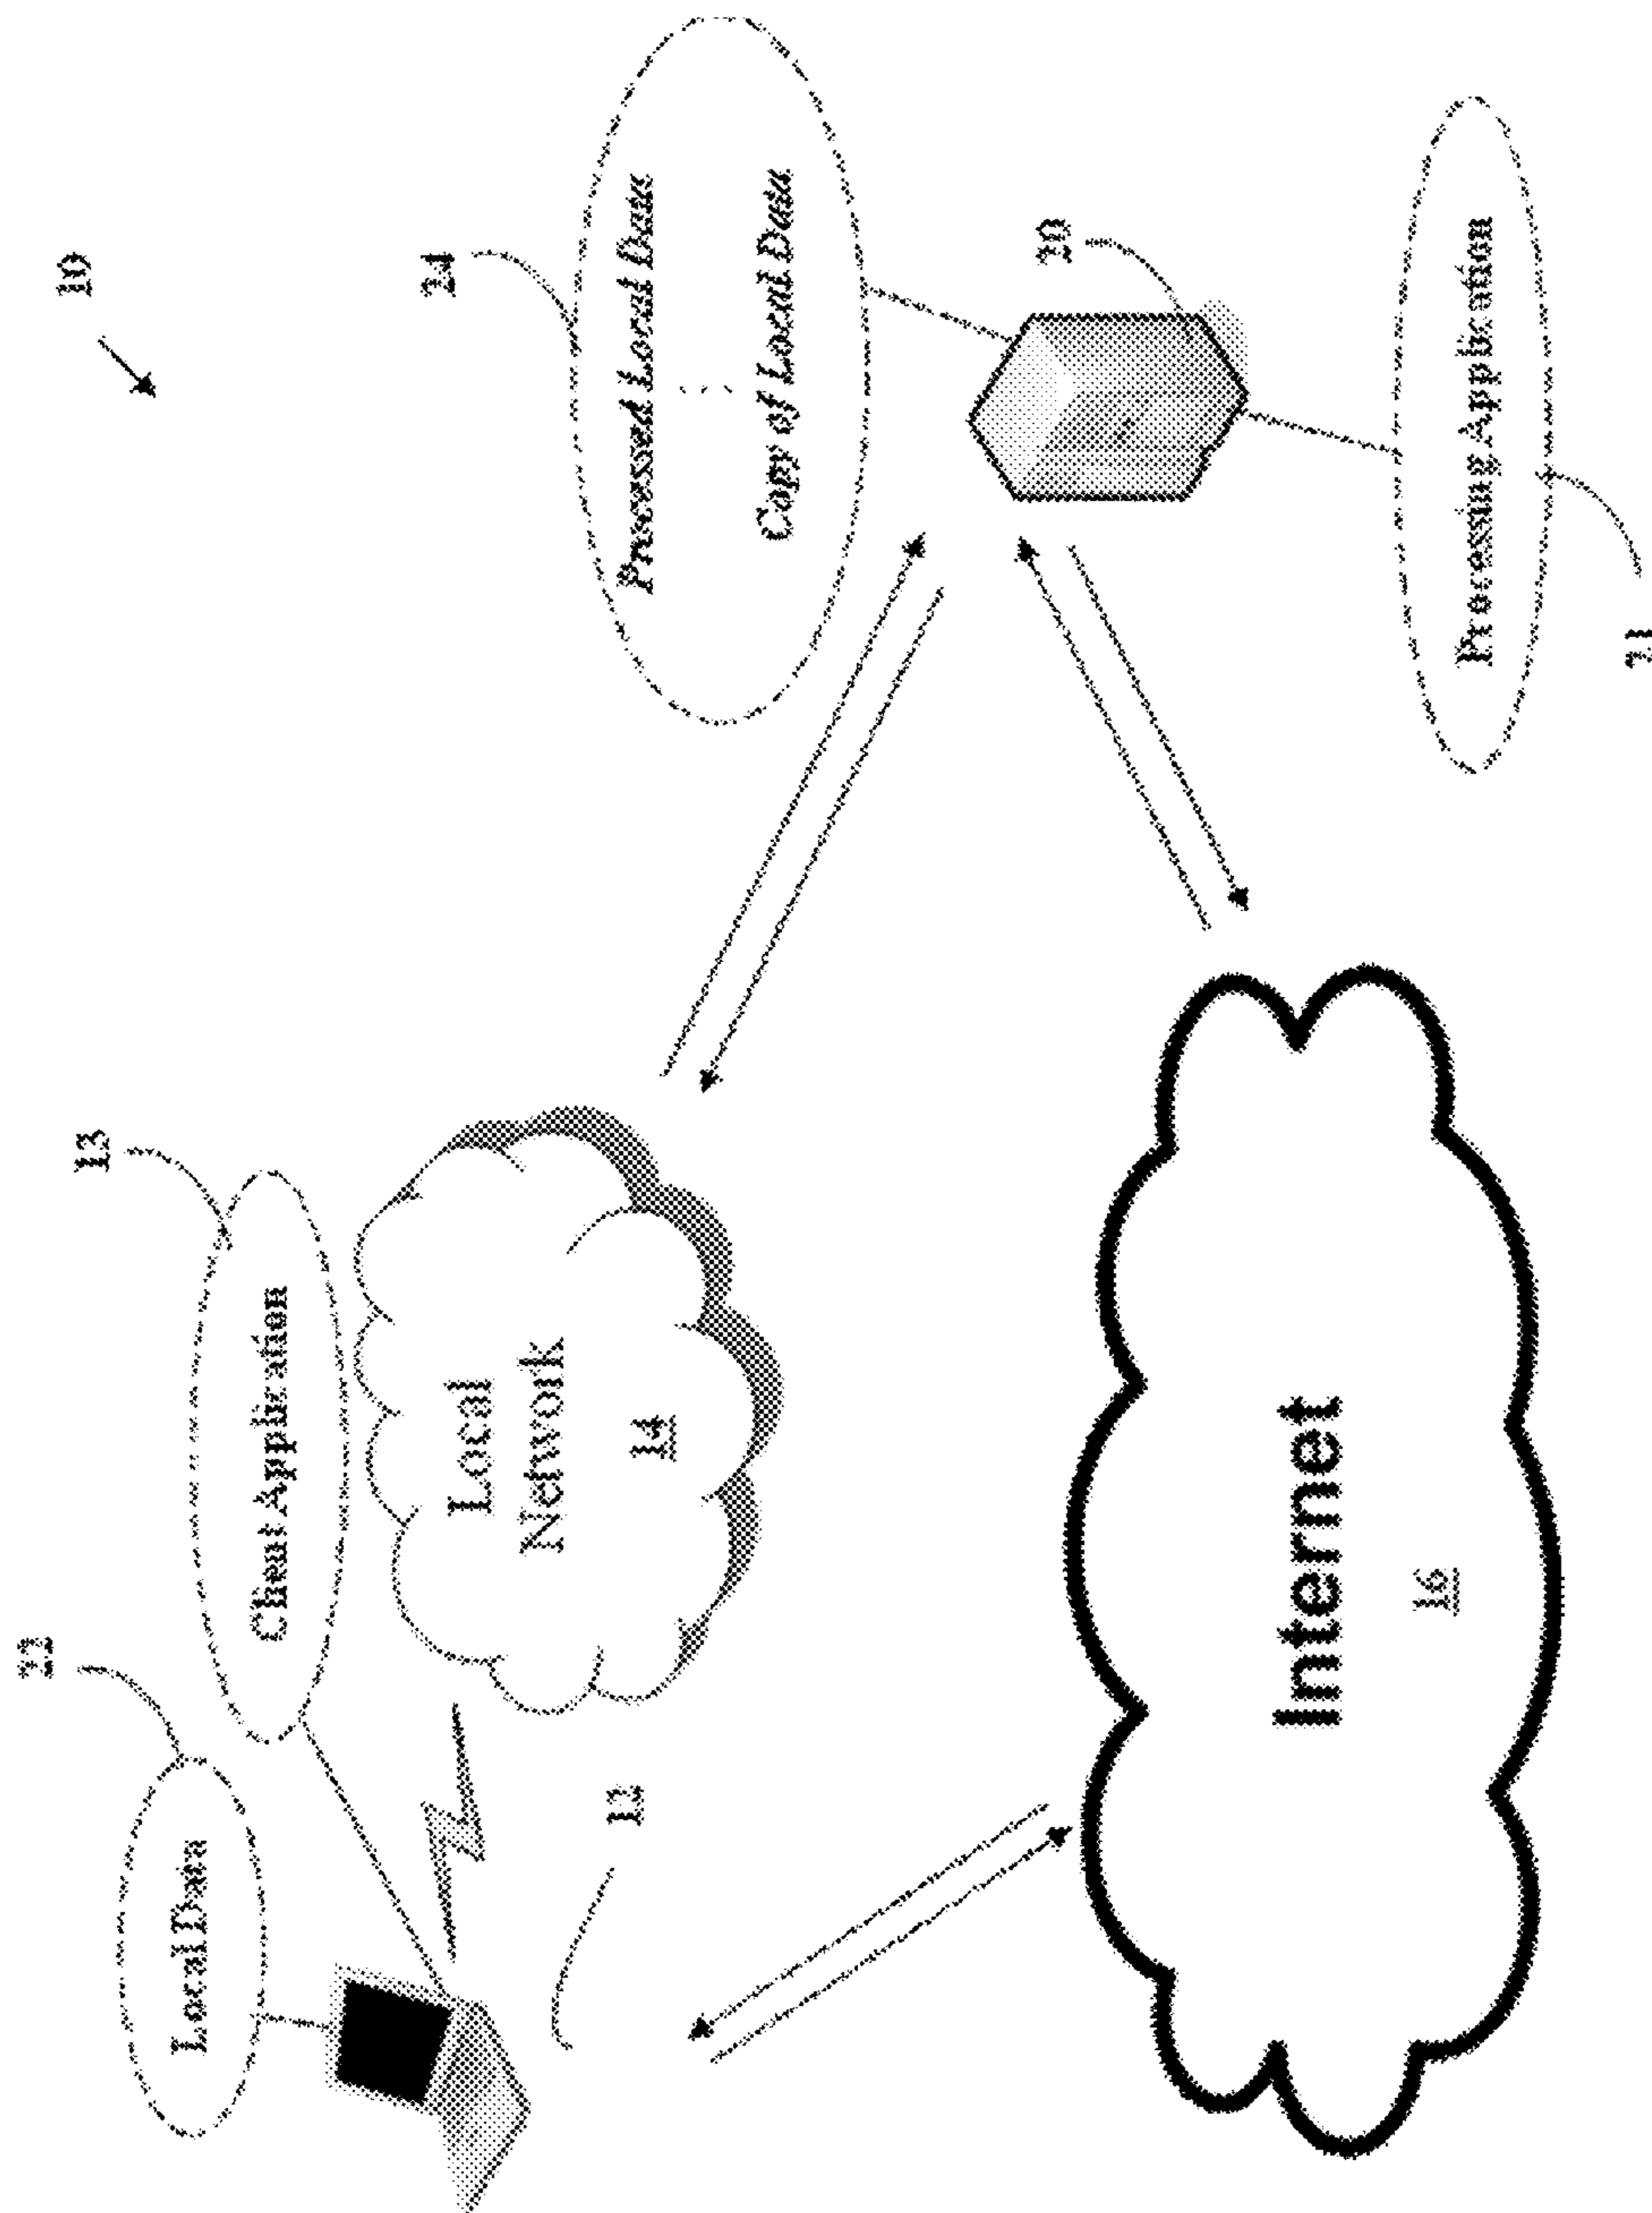 10
22
Local Data
13
Client Application
Local
Network
14
12
24
Processed Local Data
Copy of Local Data
20
Internet
16
Processing Application
21